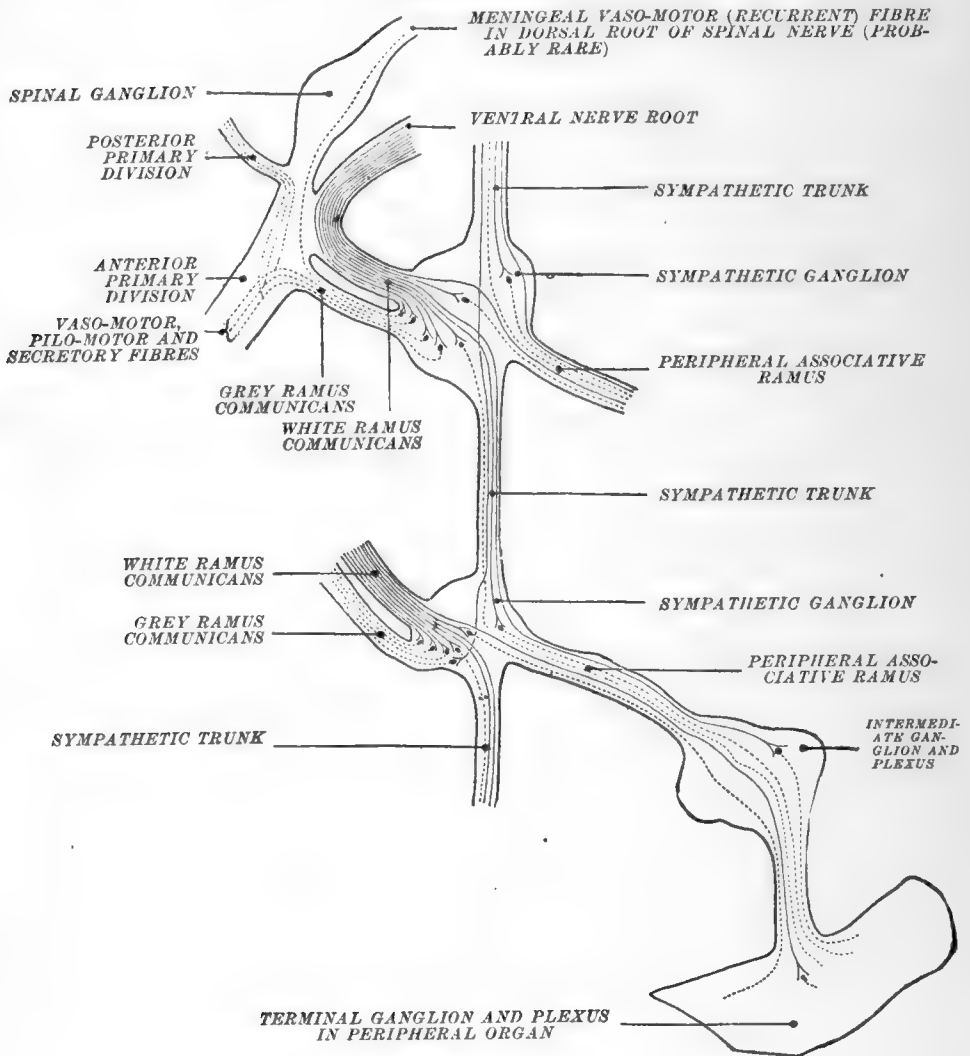 MENINGEAL VASO-MOTOR (RECURRENT) FIBRE
IN DORSAL ROOT OF SPINAL NERVE (PROB-
ABLY RARE)
SPINAL GANGLION
VENTRAL NERVE ROOT
POSTERIOR
PRIMARY
DIVISION
SYMPATHETIC TRUNK
ANTERIOR
PRIMARY
DIVISION
SYMPATHETIC GANGLION
VASO-MOTOR,
PILO-MOTOR AND
SECRETORY FIBRES
PERIPHERAL ASSOCIATIVE
RAMUS
GREY RAMUS
COMMUNICANS
WHITE RAMUS
COMMUNICANS
SYMPATHETIC TRUNK
WHITE RAMUS
COMMUNICANS
SYMPATHETIC GANGLION
GREY RAMUS
COMMUNICANS
PERIPHERAL ASSO-
CIATIVE RAMUS
SYMPATHETIC TRUNK
INTERMEDI-
ATE GAN-
GLION AND
PLEXUS
TERMINAL GANGLION AND PLEXUS
IN PERIPHERAL ORGAN